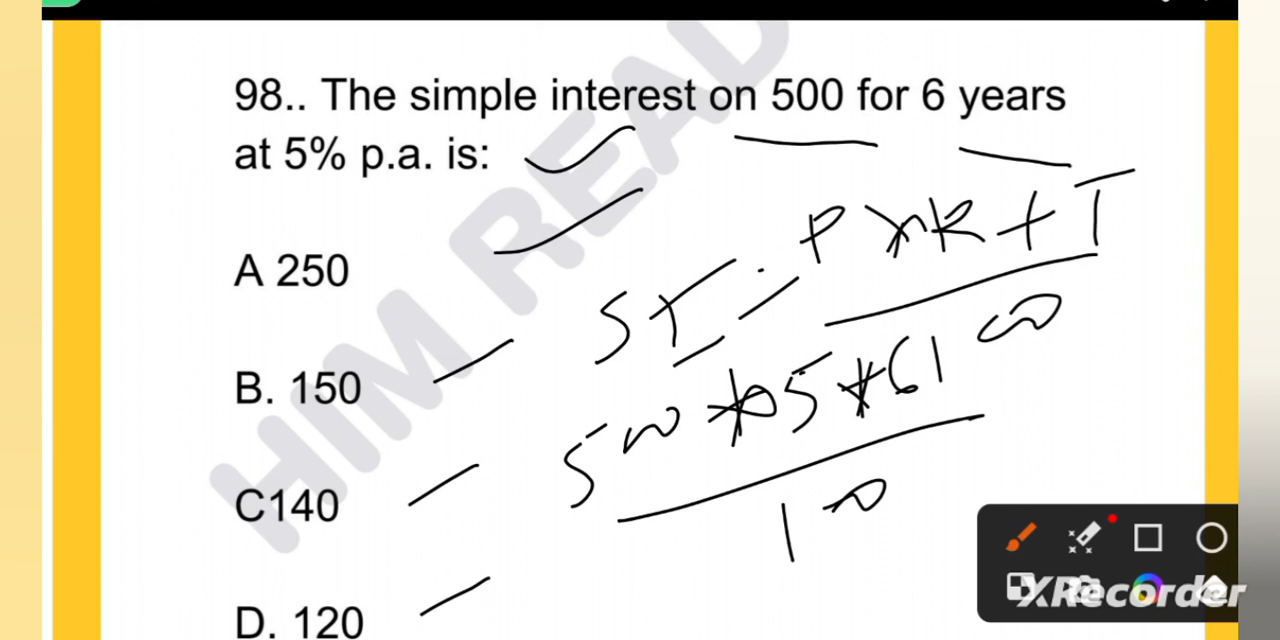 98.. The simple interest on 500 for 6 years
at 5% p.a. is:
A 250
SI = P × R + T
100
B. 150
500 * 5 * 6
100
C140
D. 120
HIM READ
XRecorder